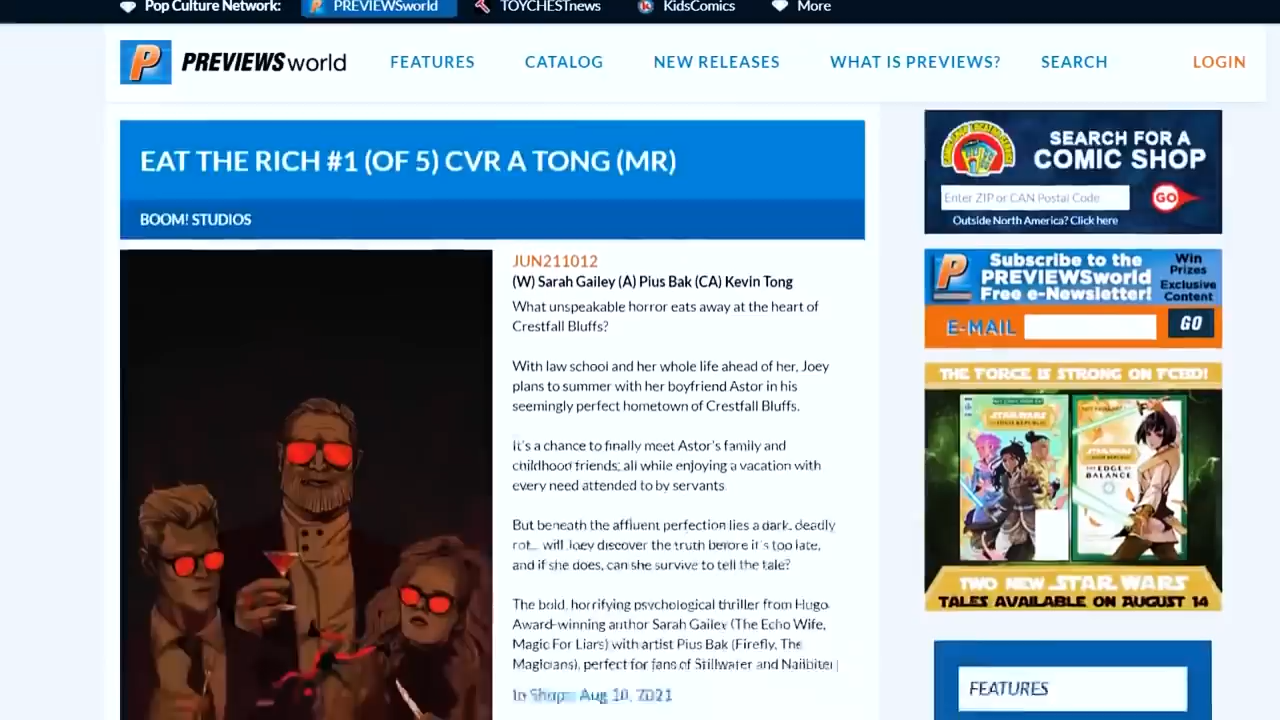 Pop Culture Network:
PREVIEWSworld
TOYCHESTnews
KidsComics
More
P PREVIEWSworld
FEATURES
CATALOG
NEW RELEASES
WHAT IS PREVIEWS?
SEARCH
LOGIN
EAT THE RICH #1 (OF 5) CVR A TONG (MR)
BOOM! STUDIOS
JUN211012
(W) Sarah Gailey (A) Pius Bak (CA) Kevin Tong
What unspeakable horror eats away at the heart of
Crestfall Bluffs?
With law school and her whole life ahead of her, Joey
plans to summer with her boyfriend Astor in his
seemingly perfect hometown of Crestfall Bluffs.
It's a chance to finally meet Astor's family and
childhood friends; all while enjoying a vacation with
every need attended to by servants
But beneath the affluent perfection lies a dark, deadly
rot... will Joey discover the truth before it's too late,
and if she does, can she survive to tell the tale?
The bold, horrifying psychological thriller from Hugo
Award-winning author Sarah Gailey (The Echo Wife,
Magic For Liars) with artist Pius Bak (Firefly, The
Magicians), perfect for fans of Stillwater and
In Shops: Aug 10, 2021
SEARCH FOR A
COMIC SHOP
Enter ZIP or CAN Postal Code
GO
Outside North America? Click here
P
Subscribe to the
PREVIEWSworld
Free e-Newsletter!
Win
Prizes
Exclusive
Content
E-MAIL
GO
THE FORCE IS STRONG ON FCBD!
STAR WARS
STAR WARS
THE EDGE OF
BALANCE
TWO NEW STAR WARS
TALES AVAILABLE ON AUGUST 14
FEATURES